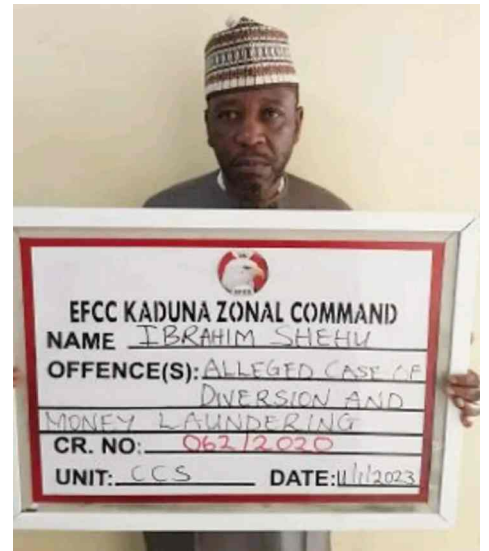 EFCC
EFCC KADUNA ZONAL COMMAND
NAME IBRAHIM SHEHU
OFFENCE(S): ALLEGED CASE OF
DIVERSION AND
MONEY LAUNDERING
CR. NO: 062/2020
UNIT: CCS DATE: 11/1/2023